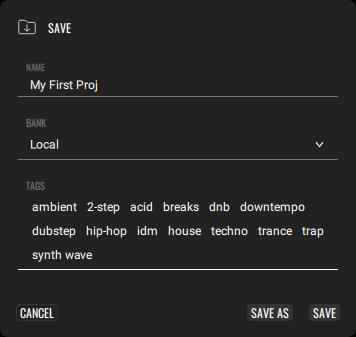 SAVE
NAME
My First Proj
BANK
Local
TAGS
ambient 2-step acid breaks dnb downtempo
dubstep hip-hop idm house techno trance trap
synth wave
CANCEL SAVE AS SAVE